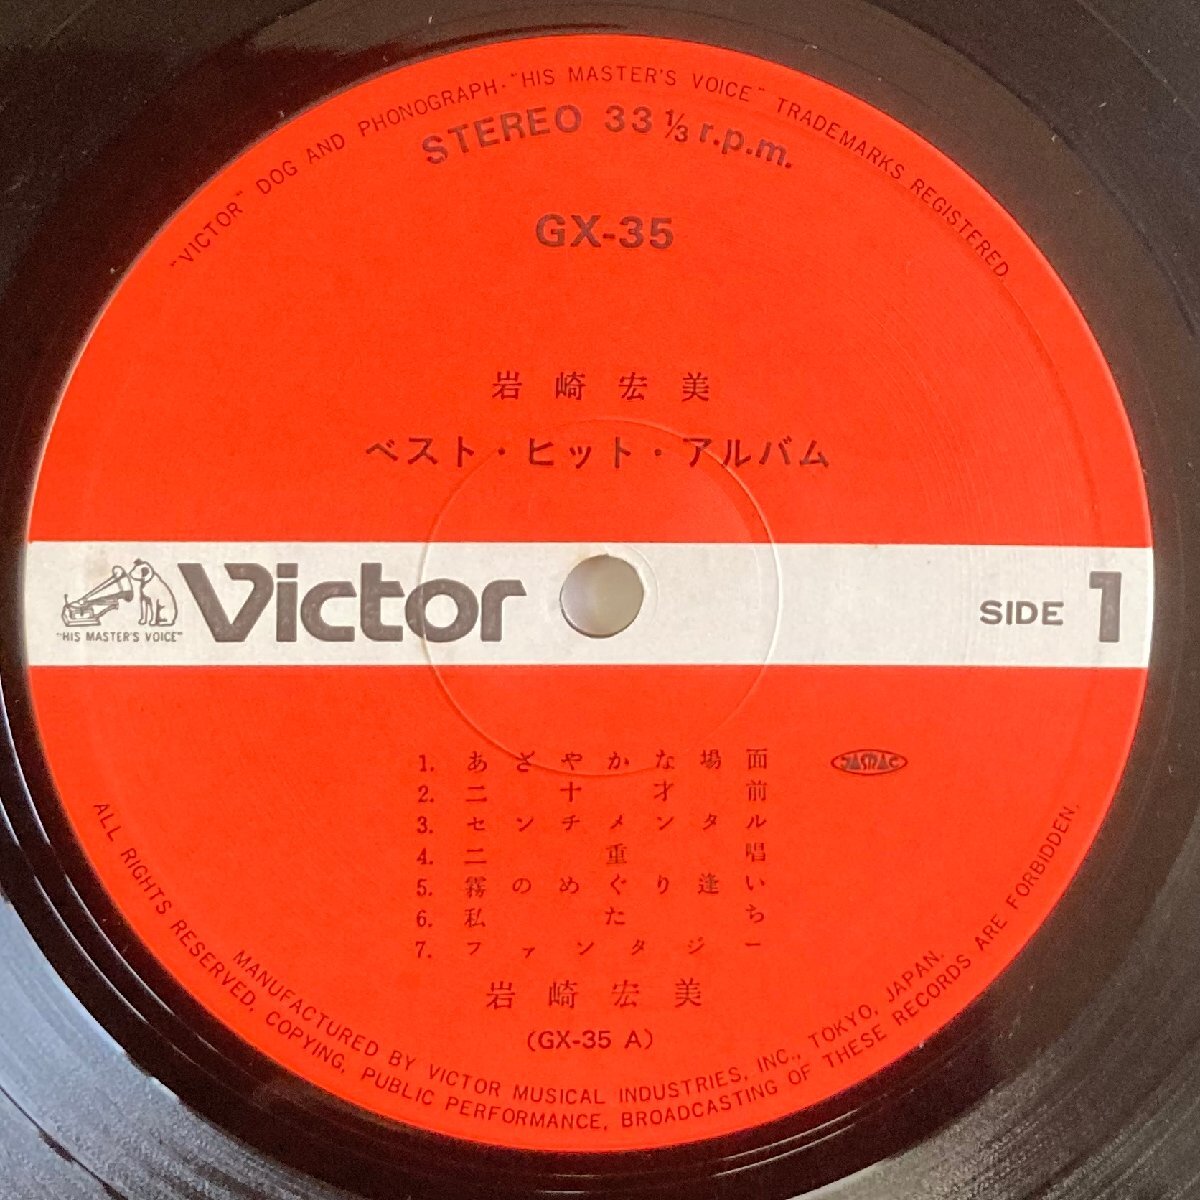 "VICTOR" DOG AND PHONOGRAPH・"HIS MASTER'S VOICE" TRADEMARKS REGISTERED.
STEREO 33 1/3 r.p.m.
GX-35
岩崎宏美
ベスト・ヒット・アルバム
"HIS MASTER'S VOICE"
Victor
SIDE 1
1. あざやかな場面
2. 二十才前
3. センチメンタル
4. 二重唱
5. 霧のめぐり逢い
6. 私たち
7. ファンタジー
JASRAC
岩崎宏美
(GX-35 A)
MANUFACTURED BY VICTOR MUSICAL INDUSTRIES, INC., TOKYO, JAPAN.
ALL RIGHTS RESERVED. COPYING, PUBLIC PERFORMANCE, BROADCASTING OF THESE RECORDS ARE FORBIDDEN.